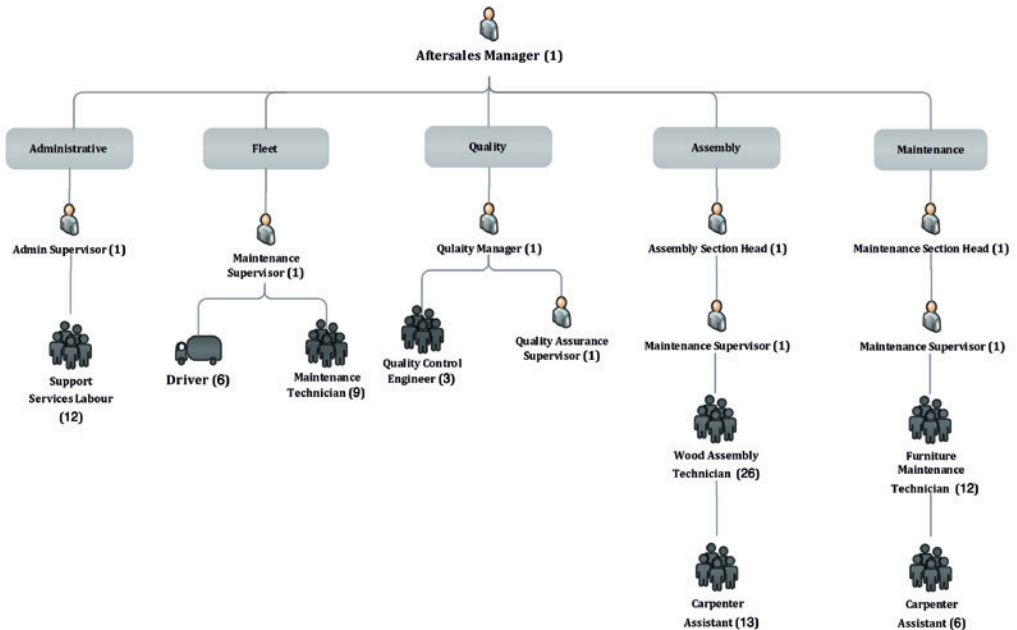 Aftersales Manager (1)
Administrative
Fleet
Quality
Assembly
Maintenance
Admin Supervisor (1)
Maintenance
Supervisor (1)
Qulaity Manager (1)
Assembly Section Head (1)
Maintenance Section Head (1)
Support
Services Labour
(12)
Driver (6)
Maintenance
Technician (9)
Quality Control
Engineer (3)
Quality Assurance
Supervisor (1)
Maintenance Supervisor (1)
Maintenance Supervisor (1)
Wood Assembly
Technician (26)
Furniture
Maintenance
Technician (12)
Carpenter
Assistant (13)
Carpenter
Assistant (6)